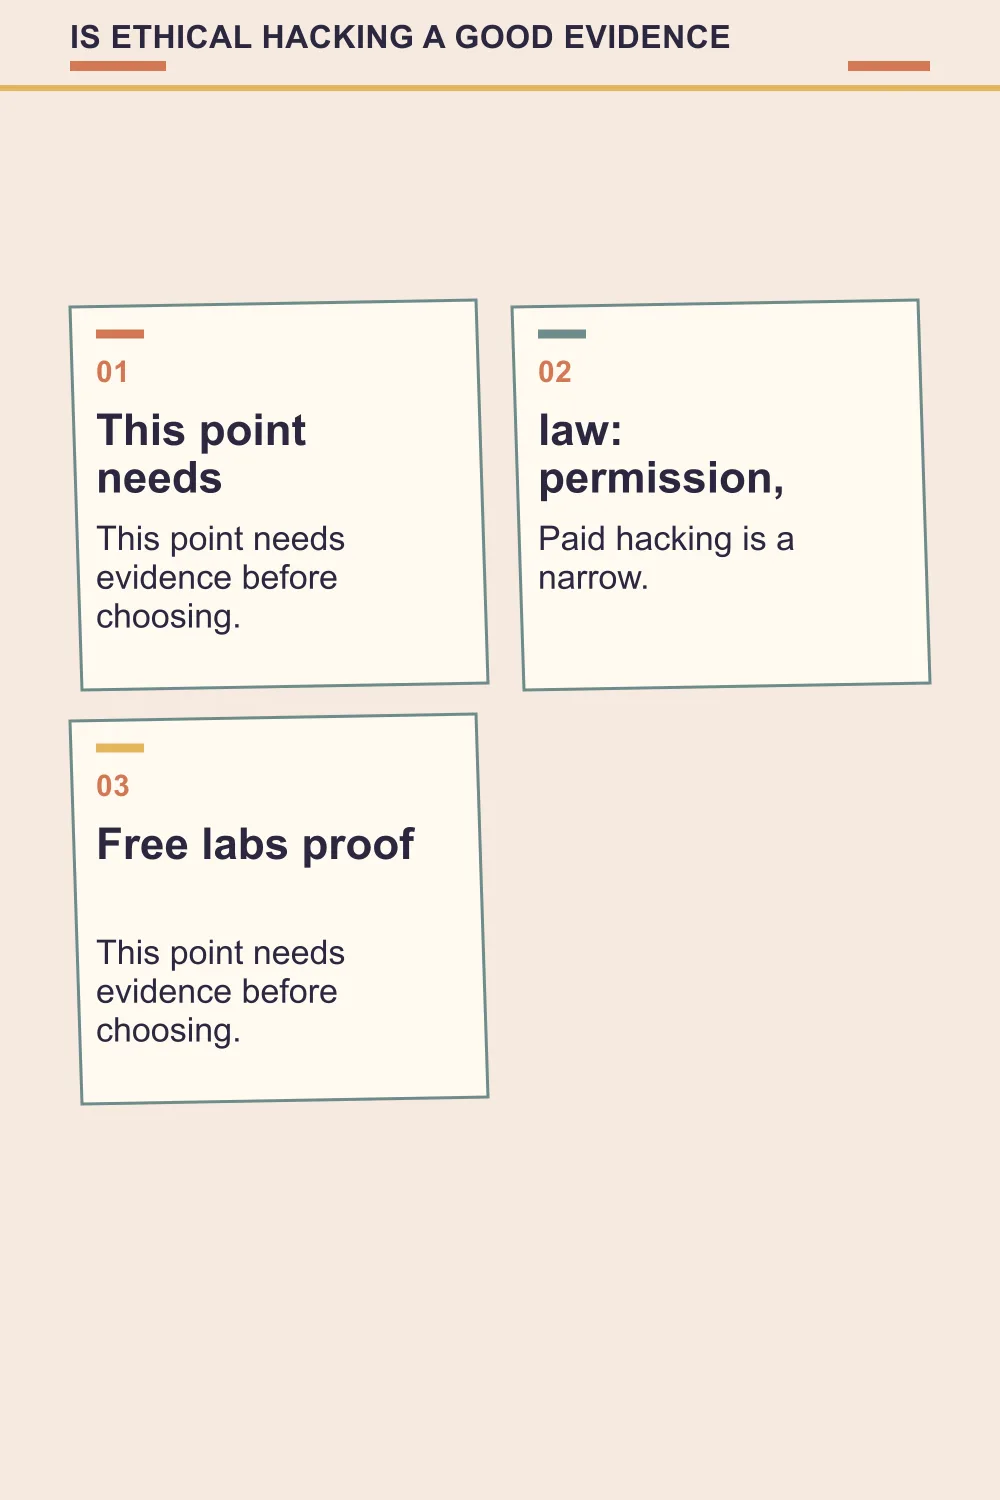 IS ETHICAL HACKING A GOOD EVIDENCE
01
This point
needs
This point needs
evidence before
choosing.
02
law:
permission,
Paid hacking is a
narrow.
03
Free labs proof
This point needs
evidence before
choosing.